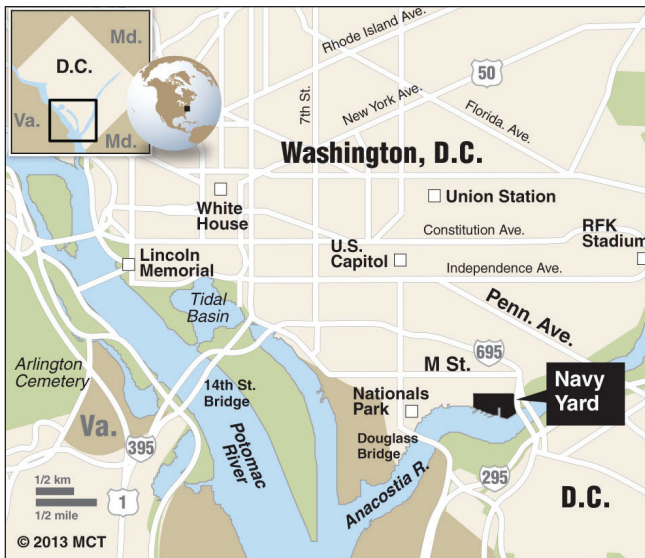 Md.
D.C.
Va.
Md.
Rhode Island Ave.
50
7th St.
New York Ave.
Florida. Ave.
Washington, D.C.
White
House
Union Station
Constitution Ave.
RFK
Stadium
U.S.
Capitol
Lincoln
Memorial
Independence Ave.
Tidal
Basin
Penn. Ave.
Arlington
Cemetery
14th St.
Bridge
M St.
695
Navy
Yard
Nationals
Park
Va.
395
Potomac
River
Douglass
Bridge
Anacostia R.
295
D.C.
1/2 km
1/2 mile
1
© 2013 MCT